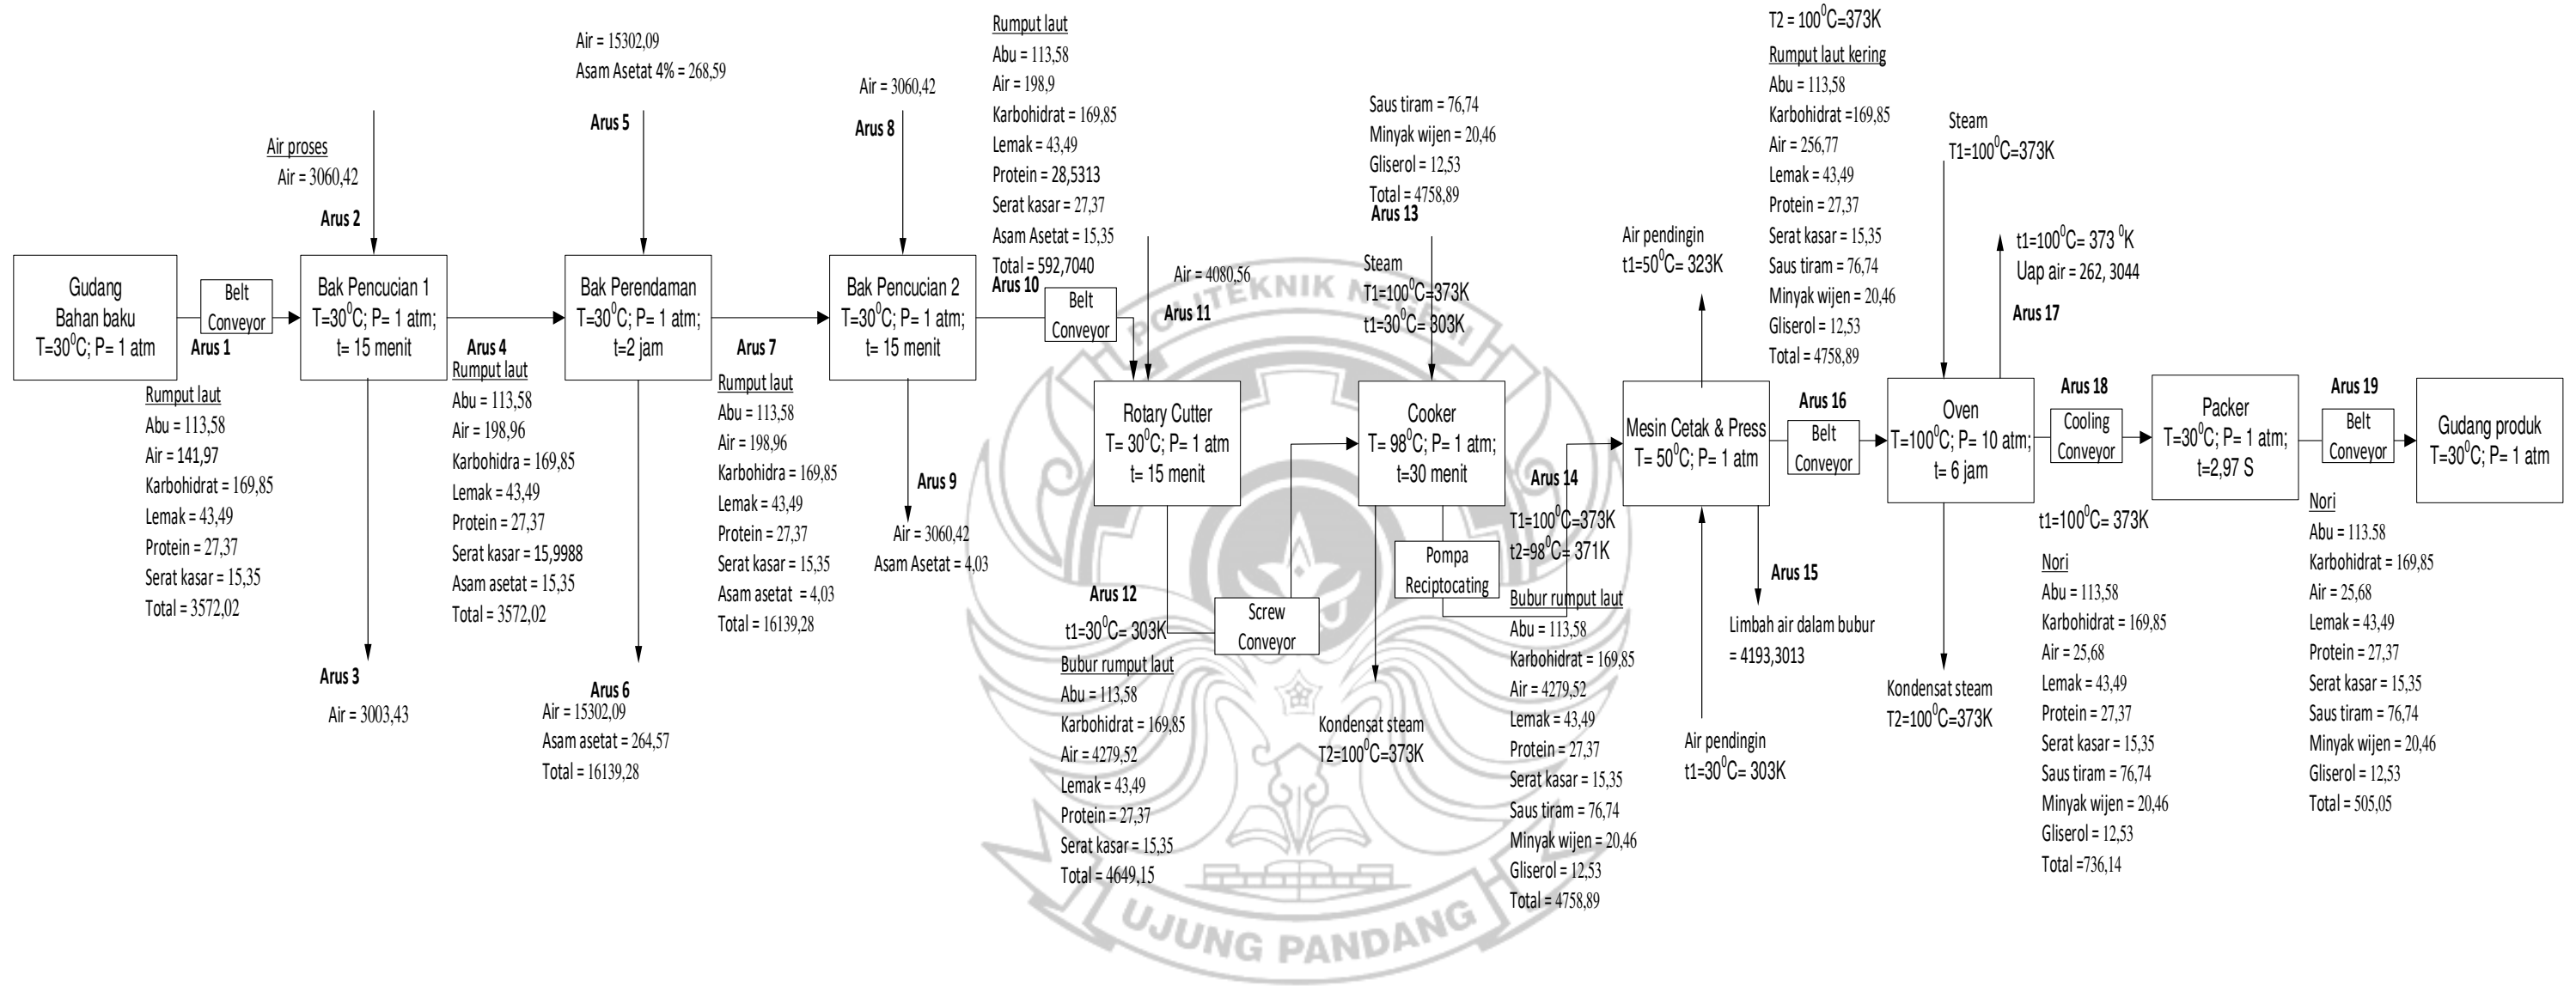 Gudang
Bahan baku
T=30⁰C; P= 1 atm
Belt
Conveyor
Arus 1
Rumput laut
Abu = 113,58
Air = 141,97
Karbohidrat = 169,85
Lemak = 43,49
Protein = 27,37
Serat kasar = 15,35
Total = 3572,02
Air proses
Air = 3060,42
Arus 2
Bak Pencucian 1
T=30⁰C; P= 1 atm;
t= 15 menit
Arus 3
Air = 3003,43
Arus 4
Rumput laut
Abu = 113,58
Air = 198,96
Karbohidra = 169,85
Lemak = 43,49
Protein = 27,37
Serat kasar = 15,9988
Asam asetat = 15,35
Total = 3572,02
Air = 15302,09
Asam Asetat 4% = 268,59
Arus 5
Bak Perendaman
T=30⁰C; P= 1 atm;
t=2 jam
Arus 6
Air = 15302,09
Asam asetat = 264,57
Total = 16139,28
Arus 7
Rumput laut
Abu = 113,58
Air = 198,96
Karbohidra = 169,85
Lemak = 43,49
Protein = 27,37
Serat kasar = 15,35
Asam asetat = 4,03
Total = 16139,28
Air = 3060,42
Arus 8
Bak Pencucian 2
T=30⁰C; P= 1 atm;
t= 15 menit
Arus 9
Air = 3060,42
Asam Asetat = 4,03
Rumput laut
Abu = 113,58
Air = 198,9
Karbohidrat = 169,85
Lemak = 43,49
Protein = 28,5313
Serat kasar = 27,37
Asam Asetat = 15,35
Total = 592,7040
Arus 10
Belt
Conveyor
Air = 4080,56
Arus 11
Rotary Cutter
T= 30⁰C; P= 1 atm
t= 15 menit
Arus 12
t1=30⁰C= 303K
Bubur rumput laut
Abu = 113,58
Karbohidrat = 169,85
Air = 4279,52
Lemak = 43,49
Protein = 27,37
Serat kasar = 15,35
Total = 4649,15
Screw
Conveyor
Saus tiram = 76,74
Minyak wijen = 20,46
Gliserol = 12,53
Total = 4758,89
Arus 13
Steam
T1=100⁰C=373K
t1=30⁰C= 303K
Cooker
T= 98⁰C; P= 1 atm;
t=30 menit
Kondensat steam
T2=100⁰C=373K
Pompa
Reciptocating
Arus 14
T1=100⁰C=373K
t2=98⁰C= 371K
Bubur rumput laut
Abu = 113,58
Karbohidrat = 169,85
Air = 4279,52
Lemak = 43,49
Protein = 27,37
Serat kasar = 15,35
Saus tiram = 76,74
Minyak wijen = 20,46
Gliserol = 12,53
Total = 4758,89
Air pendingin
t1=50⁰C= 323K
Mesin Cetak & Press
T= 50⁰C; P= 1 atm
Air pendingin
t1=30⁰C= 303K
Arus 15
Limbah air dalam bubur
= 4193,3013
T2 = 100⁰C=373K
Rumput laut kering
Abu = 113,58
Karbohidrat =169,85
Air = 256,77
Lemak = 43,49
Protein = 27,37
Serat kasar = 15,35
Saus tiram = 76,74
Minyak wijen = 20,46
Gliserol = 12,53
Total = 4758,89
Arus 16
Belt
Conveyor
Steam
T1=100⁰C=373K
Oven
T=100⁰C; P= 10 atm;
t= 6 jam
Kondensat steam
T2=100⁰C=373K
t1=100⁰C= 373 ⁰K
Uap air = 262, 3044
Arus 17
Arus 18
Cooling
Conveyor
t1=100⁰C= 373K
Nori
Abu = 113,58
Karbohidrat = 169,85
Air = 25,68
Lemak = 43,49
Protein = 27,37
Serat kasar = 15,35
Saus tiram = 76,74
Minyak wijen = 20,46
Gliserol = 12,53
Total =736,14
Packer
T=30⁰C; P= 1 atm;
t=2,97 S
Arus 19
Belt
Conveyor
Nori
Abu = 113.58
Karbohidrat = 169,85
Air = 25,68
Lemak = 43,49
Protein = 27,37
Serat kasar = 15,35
Saus tiram = 76,74
Minyak wijen = 20,46
Gliserol = 12,53
Total = 505,05
Gudang produk
T=30⁰C; P= 1 atm
POLITEKNIK NEGERI
UJUNG PANDANG